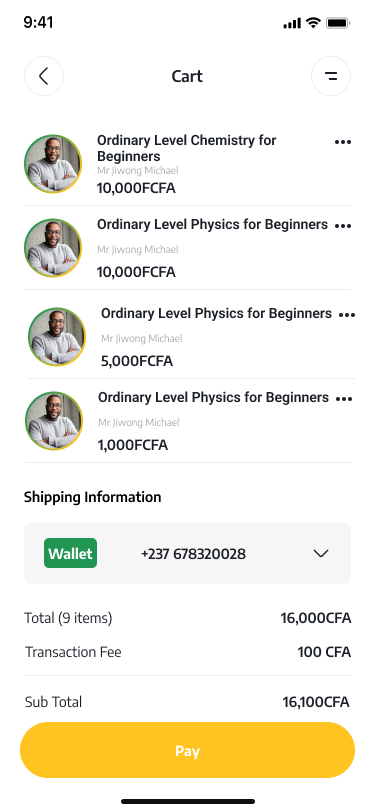 9:41
Cart
Ordinary Level Chemistry for
Beginners
Mr Jiwong Michael
10,000FCFA
Ordinary Level Physics for Beginners
Mr Jiwong Michael
10,000FCFA
Ordinary Level Physics for Beginners
Mr Jiwong Michael
5,000FCFA
Ordinary Level Physics for Beginners
Mr Jiwong Michael
1,000FCFA
Shipping Information
Wallet +237 678320028
Total (9 items) 16,000CFA
Transaction Fee 100 CFA
Sub Total 16,100CFA
Pay